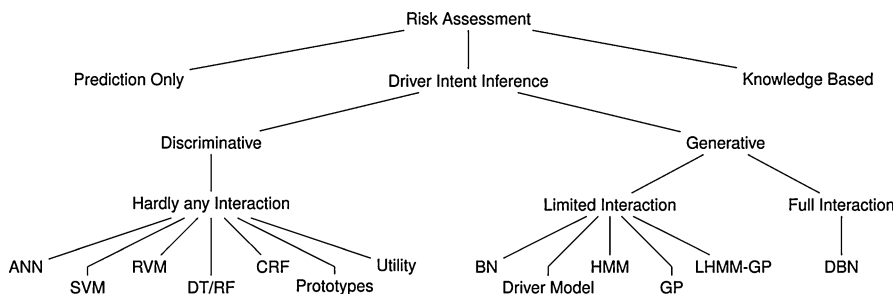 Risk Assessment
Prediction Only
Driver Intent Inference
Knowledge Based
Discriminative
Generative
Hardly any Interaction
Limited Interaction
Full Interaction
ANN
SVM
RVM
DT/RF
CRF
Prototypes
Utility
BN
Driver Model
HMM
GP
LHMM-GP
DBN